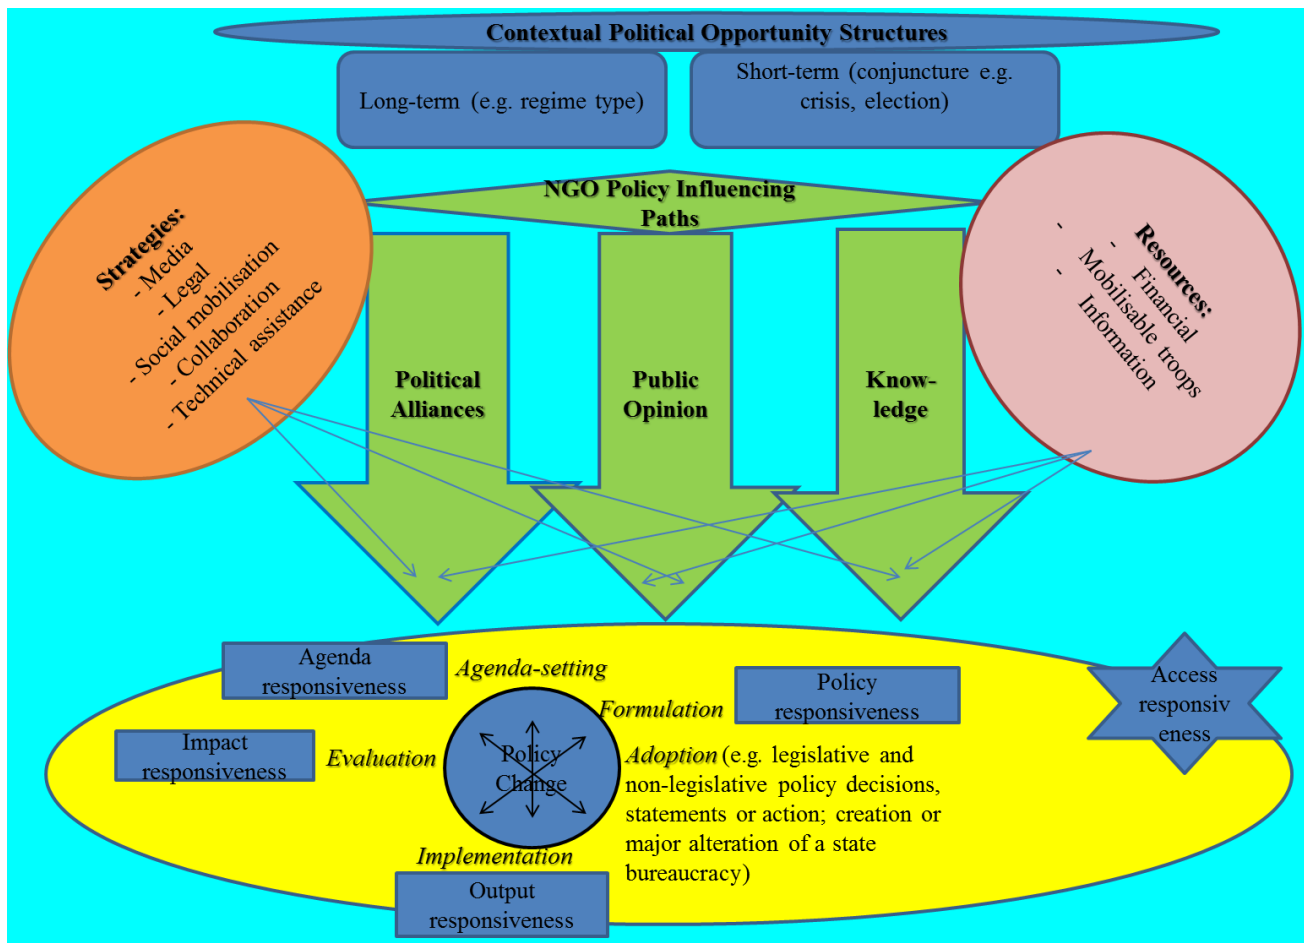 Contextual Political Opportunity Structures
Long-term (e.g. regime type)
Short-term (conjuncture e.g.
crisis, election)
NGO Policy Influencing
Paths
Strategies:
- Media
- Legal
- Social mobilisation
- Collaboration
- Technical assistance
Resources:
- Financial
- Mobilisable troops
- Information
Political
Alliances
Public
Opinion
Know-
ledge
Agenda
responsiveness
Agenda-setting
Formulation
Policy
responsiveness
Access
responsiv
eness
Impact
responsiveness
Evaluation
Policy
Change
Adoption (e.g. legislative and
non-legislative policy decisions,
statements or action; creation or
major alteration of a state
bureaucracy)
Implementation
Output
responsiveness